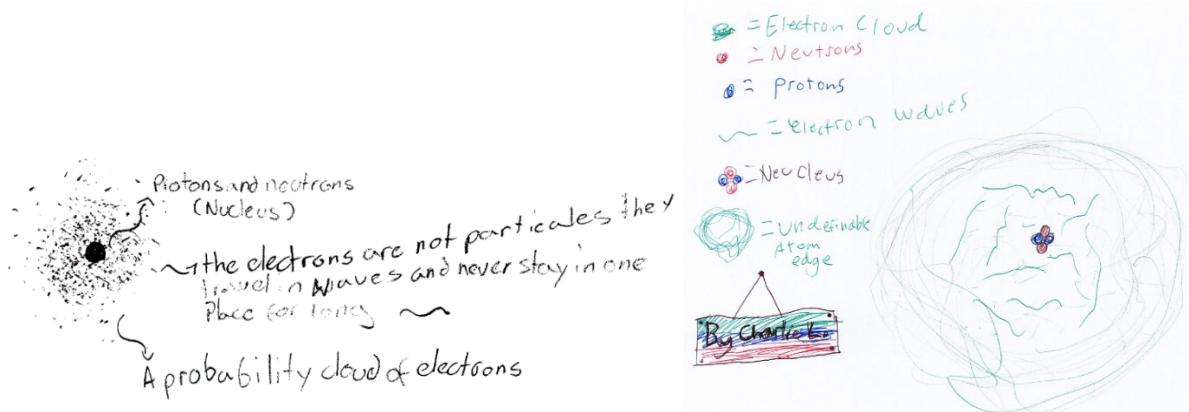 Protons and neutrons
(Nucleus)
the electrons are not particales they
travel in waves and never stay in one
Place for long
A probability cloud of electrons
= Electron Cloud
= Neutrons
= Protons
= electron waves
= Neucleus
= undefinable
Atom
edge
By Charlie